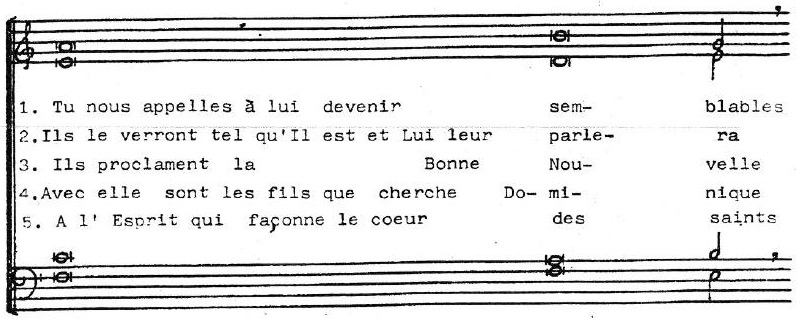 1. Tu nous appelles à lui devenir sem- blables
2.Ils le verront tel qu'Il est et Lui leur parle- ra
3. Ils proclament la Bonne Nou- velle
4.Avec elle sont les fils que cherche Do- mi- nique
5. A l' Esprit qui façonne le coeur des saints